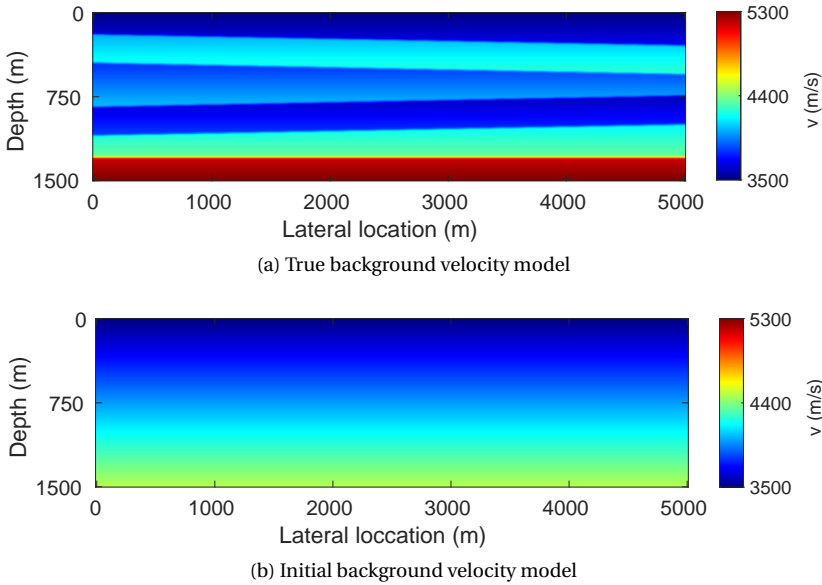 0
750
1500
Depth (m)
0 1000 2000 3000 4000 5000
Lateral location (m)
5300
4400
3500
v (m/s)
(a) True background velocity model
0
750
1500
Depth (m)
0 1000 2000 3000 4000 5000
Lateral loccation (m)
5300
4400
3500
v (m/s)
(b) Initial background velocity model